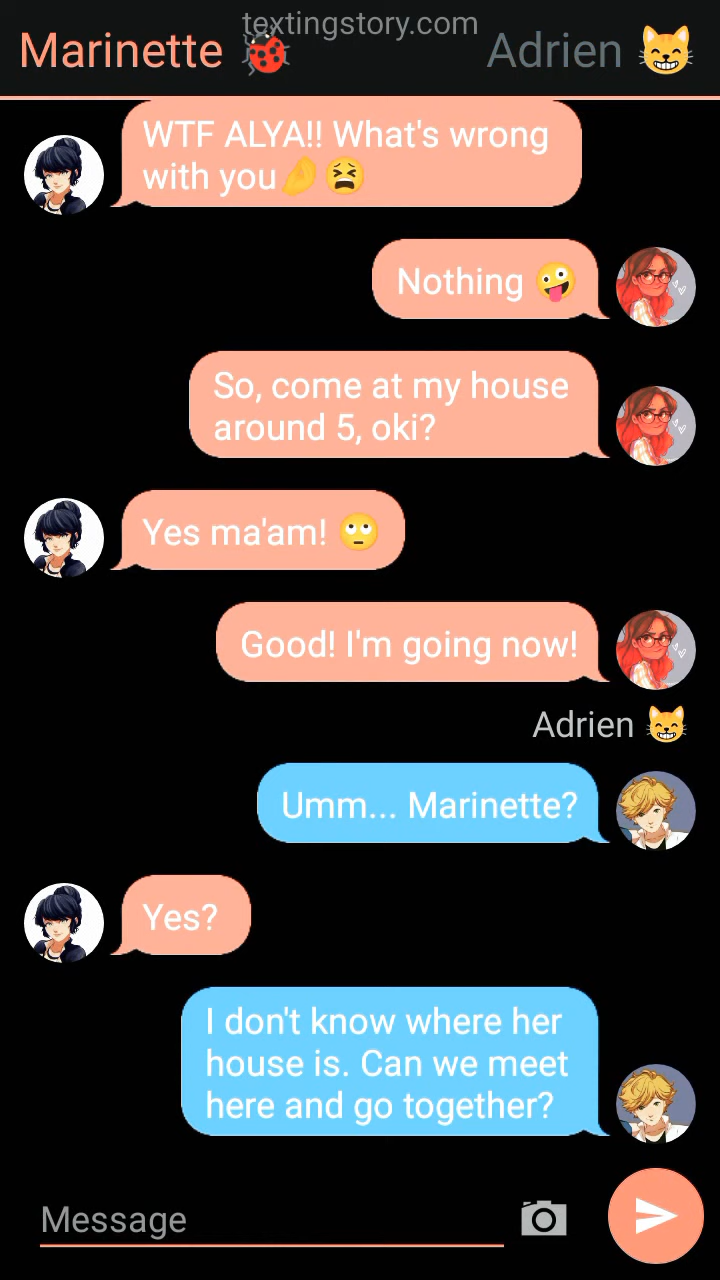 textingstory.com
Marinette 🐞 Adrien 😸
WTF ALYA!! What's wrong
with you🤌😫
Nothing 🤪
So, come at my house
around 5, oki?
Yes ma'am! 🙄
Good! I'm going now!
Adrien 😸
Umm... Marinette?
Yes?
I don't know where her
house is. Can we meet
here and go together?
Message